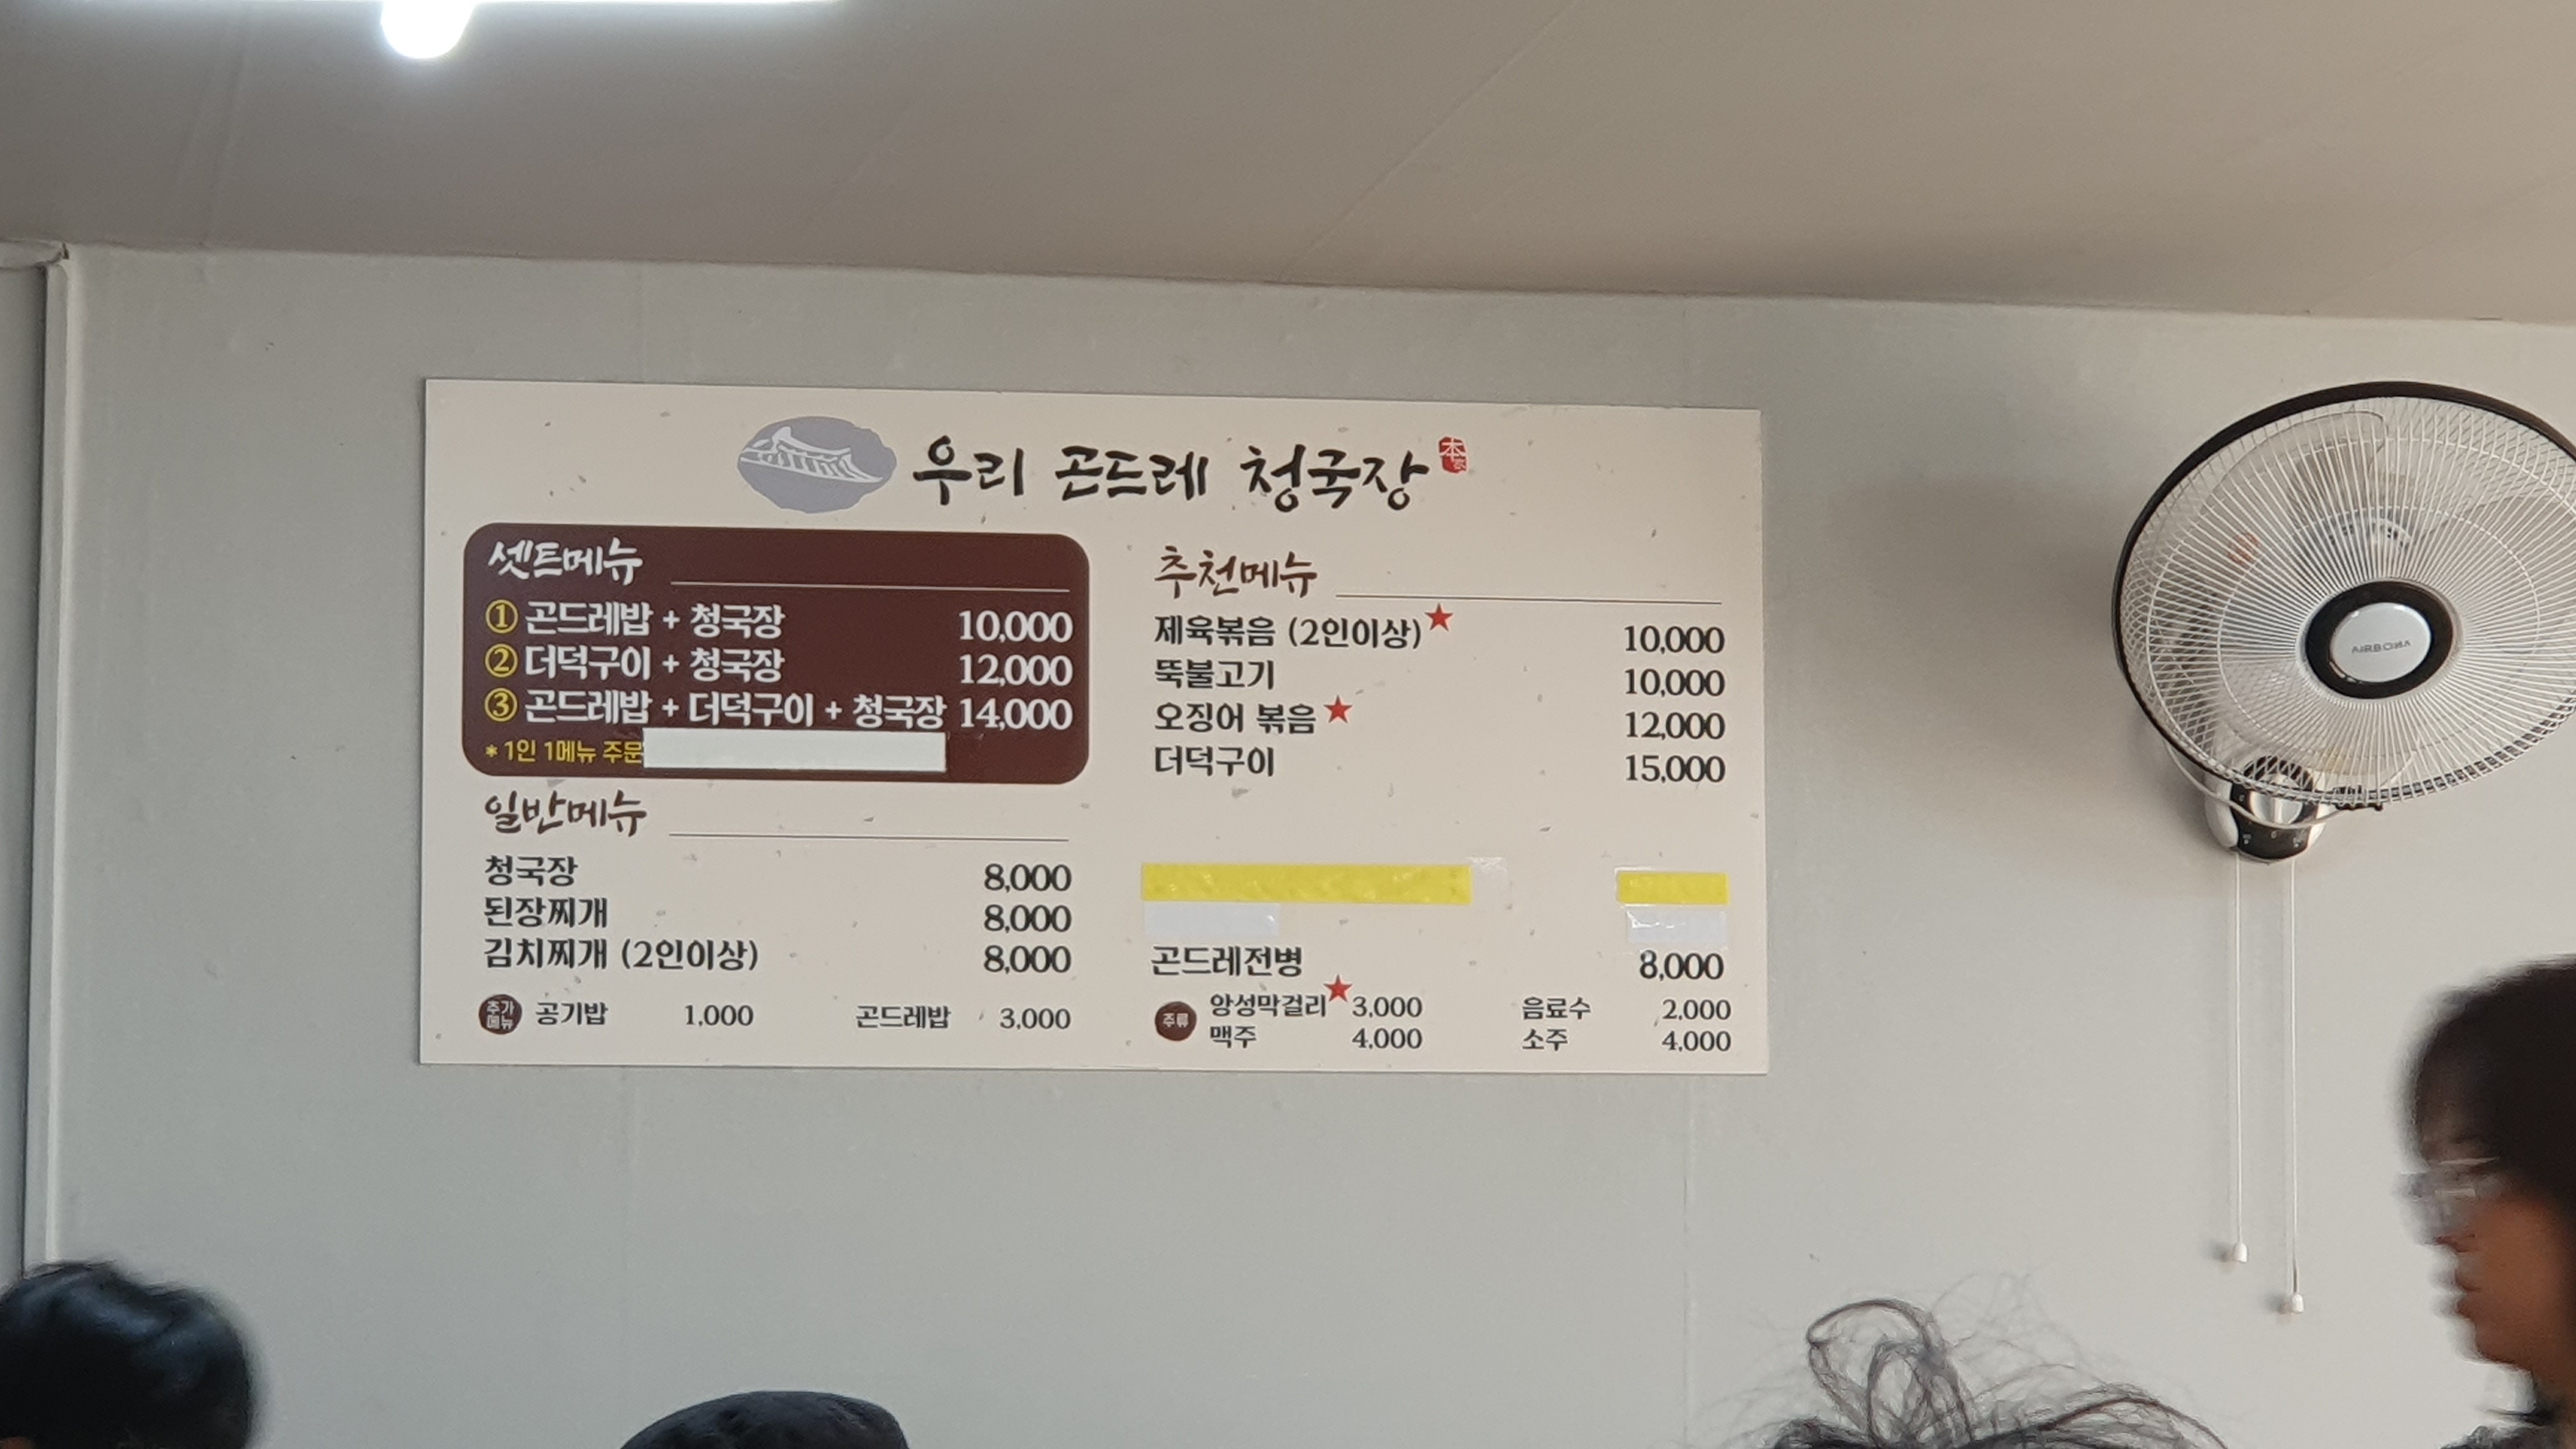 우리 곤드레 청국장
셋트메뉴
① 곤드레밥 + 청국장 10,000
② 더덕구이 + 청국장 12,000
③ 곤드레밥 + 더덕구이 + 청국장 14,000
* 1인 1메뉴 주문
일반메뉴
청국장 8,000
된장찌개 8,000
김치찌개 (2인이상) 8,000
추가
메뉴
공기밥 1,000 곤드레밥 3,000
추천메뉴
제육볶음 (2인이상)★ 10,000
뚝불고기 10,000
오징어 볶음★ 12,000
더덕구이 15,000
곤드레전병 8,000
주류
앙성막걸리★ 3,000 음료수 2,000
맥주 4,000 소주 4,000